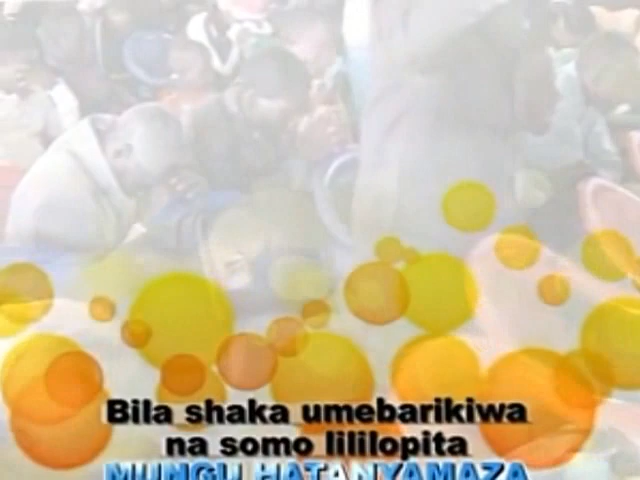 Bila shaka umebarikiwa
na somo lililopita
MUNGU HATANYAMAZA